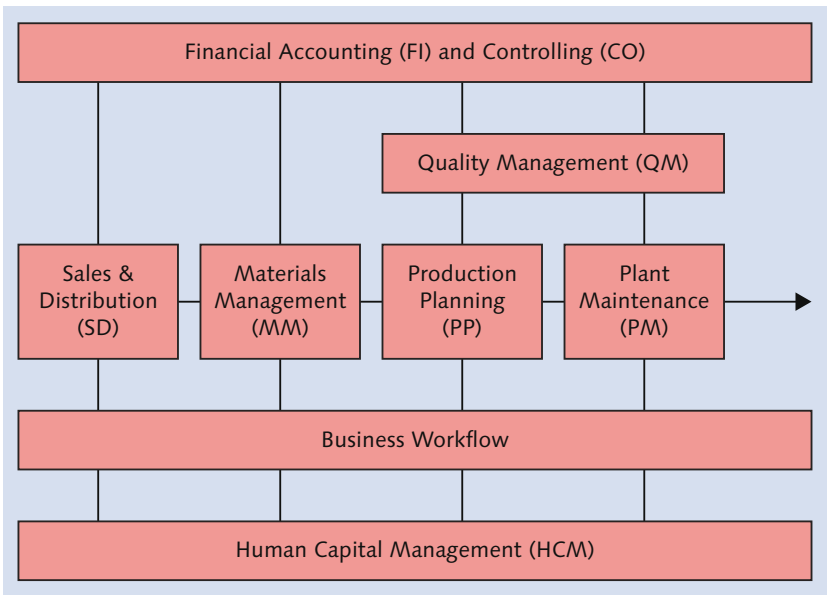 Financial Accounting (FI) and Controlling (CO)
Quality Management (QM)
Sales &
Distribution
(SD)
Materials
Management
(MM)
Production
Planning
(PP)
Plant
Maintenance
(PM)
Business Workflow
Human Capital Management (HCM)